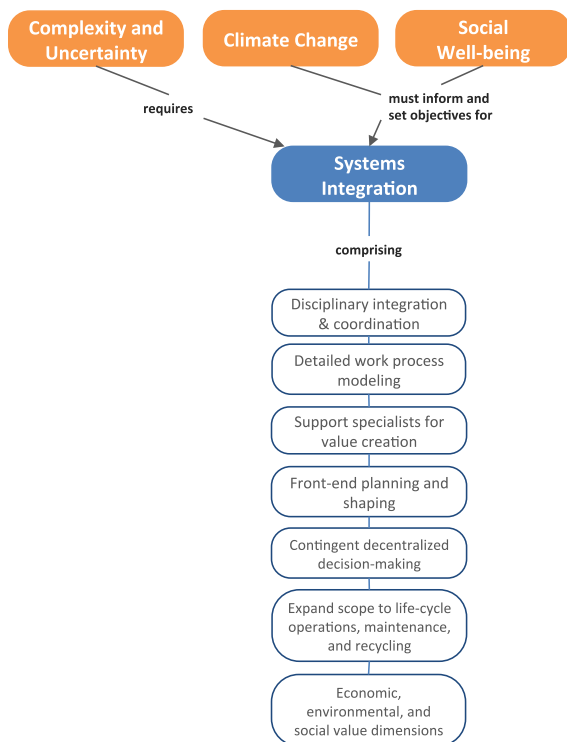 Complexity and
Uncertainty
Climate Change
Social
Well-being
requires
must inform and
set objectives for
Systems
Integration
comprising
Disciplinary integration
& coordination
Detailed work process
modeling
Support specialists for
value creation
Front-end planning and
shaping
Contingent decentralized
decision-making
Expand scope to life-cycle
operations, maintenance,
and recycling
Economic,
environmental, and
social value dimensions